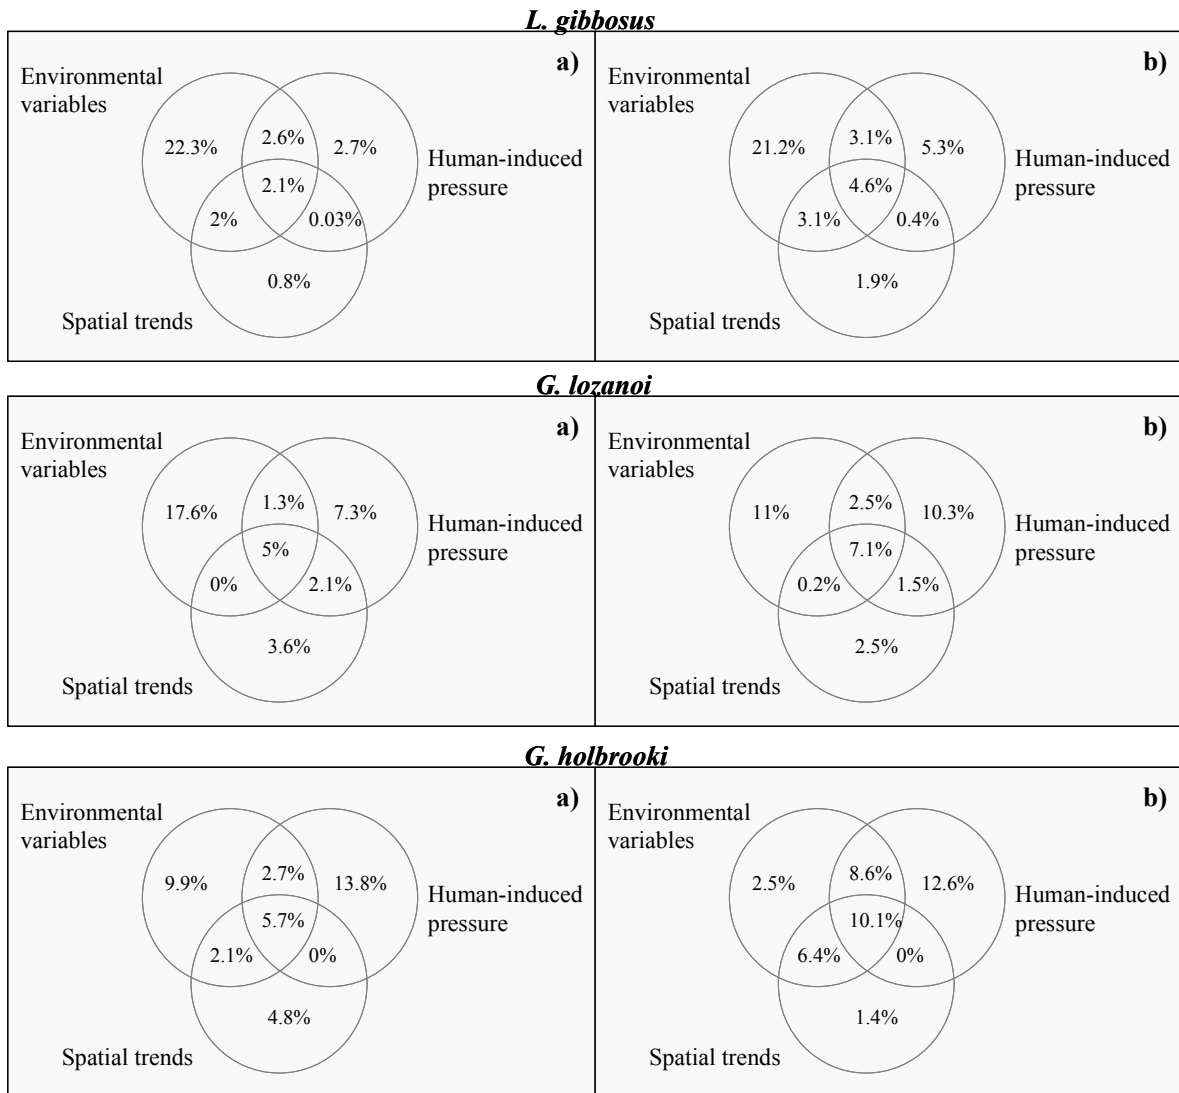 L. gibbosus
a)
Environmental
variables
22.3%
2.6%
2.7%
Human-induced
pressure
2.1%
2%
0.03%
0.8%
Spatial trends
b)
Environmental
variables
21.2%
3.1%
5.3%
Human-induced
pressure
4.6%
3.1%
0.4%
1.9%
Spatial trends
G. lozanoi
a)
Environmental
variables
17.6%
1.3%
7.3%
Human-induced
pressure
5%
0%
2.1%
3.6%
Spatial trends
b)
Environmental
variables
11%
2.5%
10.3%
Human-induced
pressure
7.1%
0.2%
1.5%
2.5%
Spatial trends
G. holbrooki
a)
Environmental
variables
9.9%
2.7%
13.8%
Human-induced
pressure
5.7%
2.1%
0%
4.8%
Spatial trends
b)
Environmental
variables
2.5%
8.6%
12.6%
Human-induced
pressure
10.1%
6.4%
0%
1.4%
Spatial trends